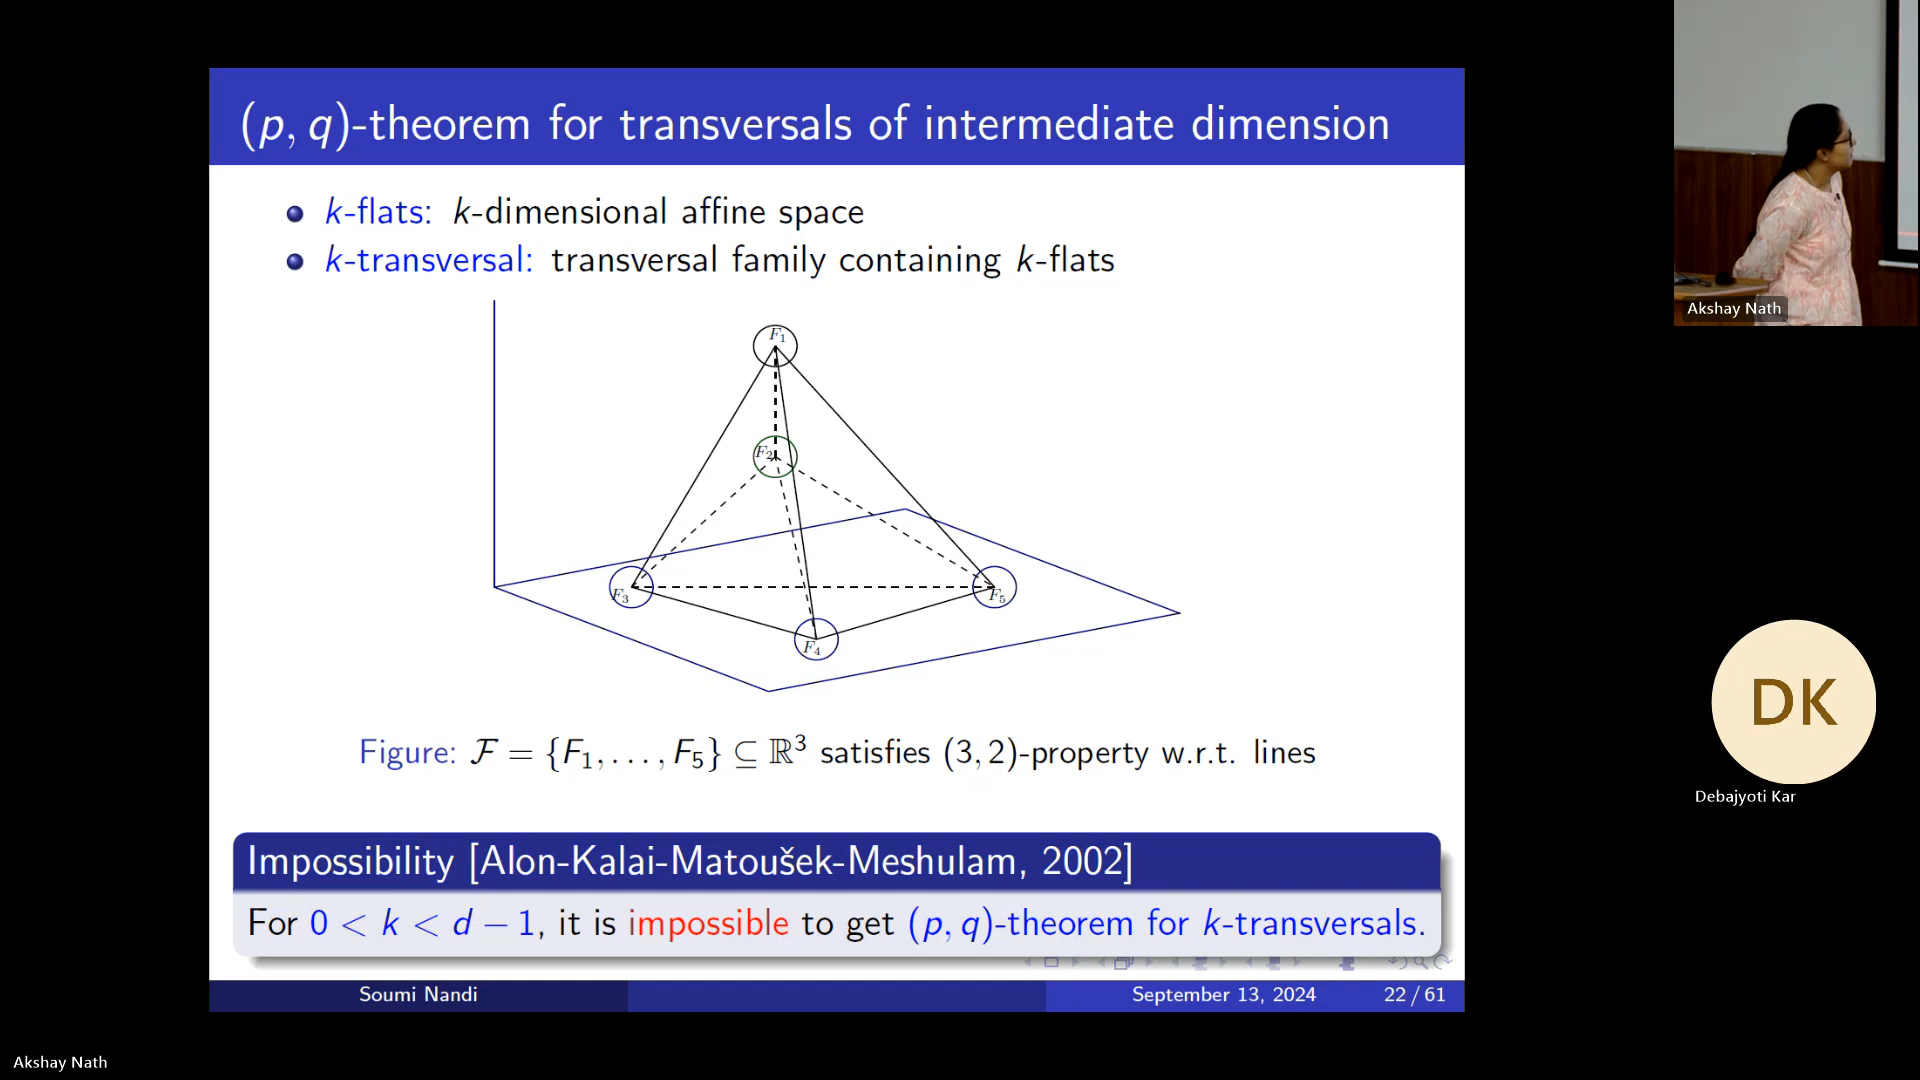 (p, q)-theorem for transversals of intermediate dimension
k-flats: k-dimensional affine space
k-transversal: transversal family containing k-flats
F₁
F₂
F₃
F₅
F₄
Figure: ℱ = {F₁, . . . , F₅} ⊆ ℝ³ satisfies (3, 2)-property w.r.t. lines
Impossibility [Alon-Kalai-Matoušek-Meshulam, 2002]
For 0 < k < d − 1, it is impossible to get (p, q)-theorem for k-transversals.
Soumi Nandi
September 13, 2024
22 / 61
Akshay Nath
DK
Debajyoti Kar
Akshay Nath